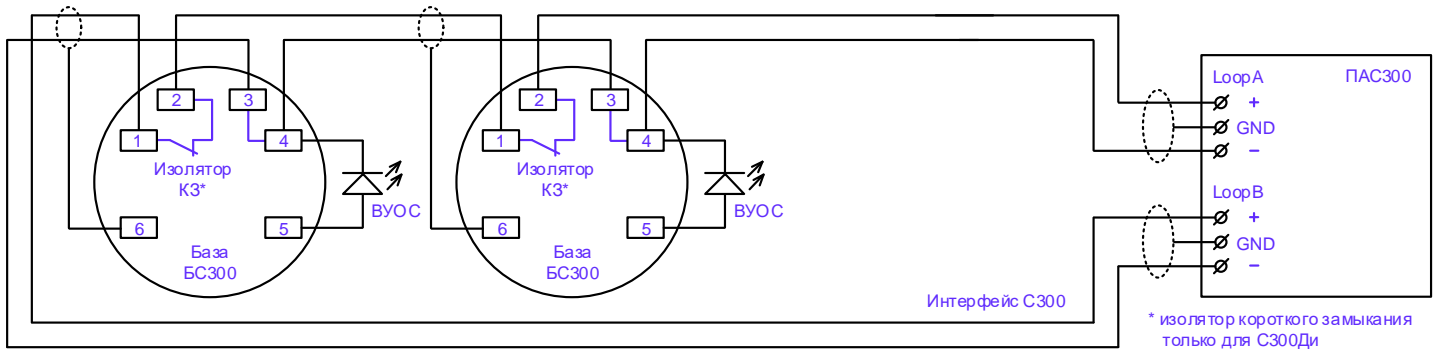 2
3
1
4
Изолятор
КЗ*
6
5
База
БС300
ВУОС
2
3
1
4
Изолятор
КЗ*
6
5
База
БС300
ВУОС
Интерфейс С300
ПАС300
LoopA
+
GND
–
LoopB
+
GND
–
* изолятор короткого замыкания
только для С300Ди